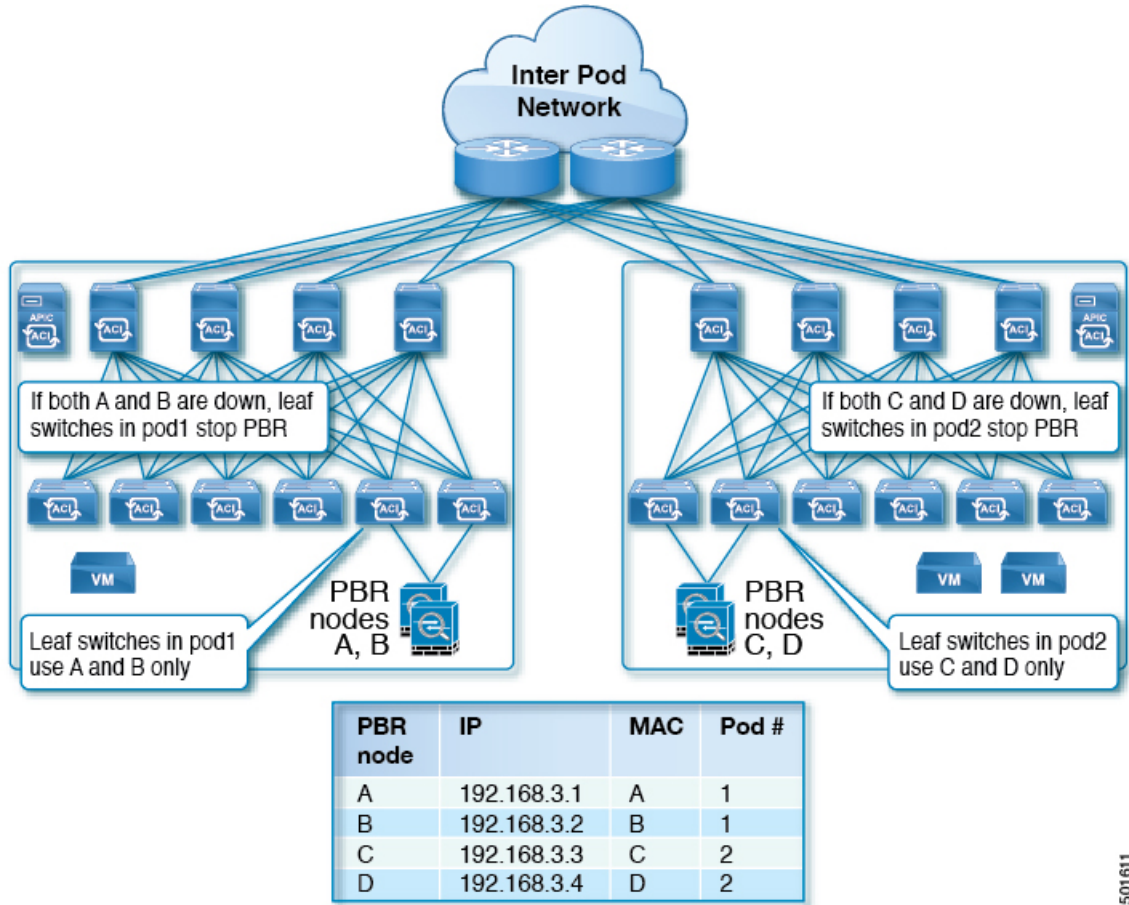 Inter Pod
Network
APIC
ACI
ACI
ACI
ACI
ACI
ACI
ACI
ACI
ACI
APIC
ACI
If both A and B are down, leaf
switches in pod1 stop PBR
If both C and D are down, leaf
switches in pod2 stop PBR
ACI
ACI
ACI
ACI
ACI
ACI
ACI
ACI
ACI
ACI
ACI
ACI
VM
PBR
nodes
A, B
PBR
nodes
C, D
VM
VM
Leaf switches in pod1
use A and B only
Leaf switches in pod2
use C and D only
PBR node IP MAC Pod #
A 192.168.3.1 A 1
B 192.168.3.2 B 1
C 192.168.3.3 C 2
D 192.168.3.4 D 2
501611